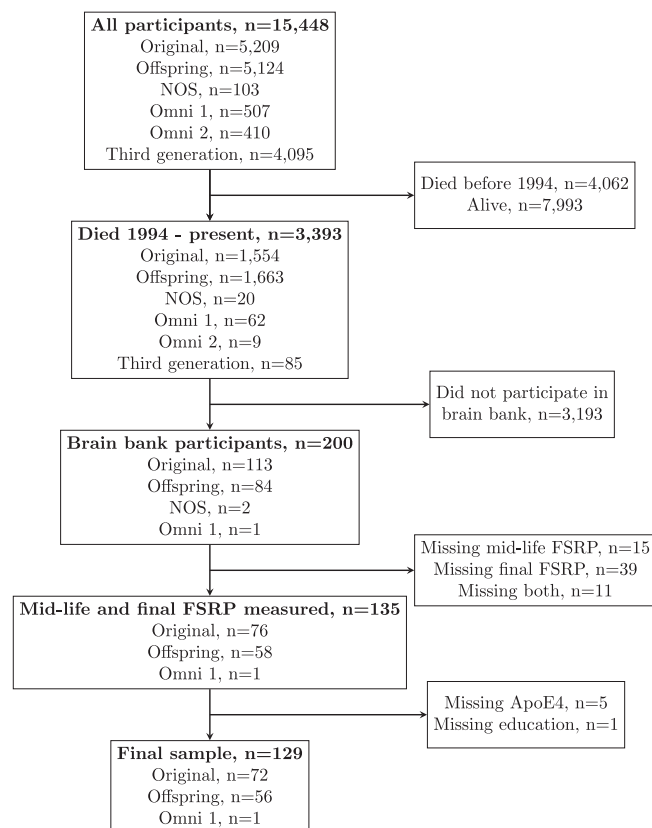 All participants, n=15,448
Original, n=5,209
Offspring, n=5,124
NOS, n=103
Omni 1, n=507
Omni 2, n=410
Third generation, n=4,095
Died before 1994, n=4,062
Alive, n=7,993
Died 1994 - present, n=3,393
Original, n=1,554
Offspring, n=1,663
NOS, n=20
Omni 1, n=62
Omni 2, n=9
Third generation, n=85
Did not participate in
brain bank, n=3,193
Brain bank participants, n=200
Original, n=113
Offspring, n=84
NOS, n=2
Omni 1, n=1
Missing mid-life FSRP, n=15
Missing final FSRP, n=39
Missing both, n=11
Mid-life and final FSRP measured, n=135
Original, n=76
Offspring, n=58
Omni 1, n=1
Missing ApoE4, n=5
Missing education, n=1
Final sample, n=129
Original, n=72
Offspring, n=56
Omni 1, n=1